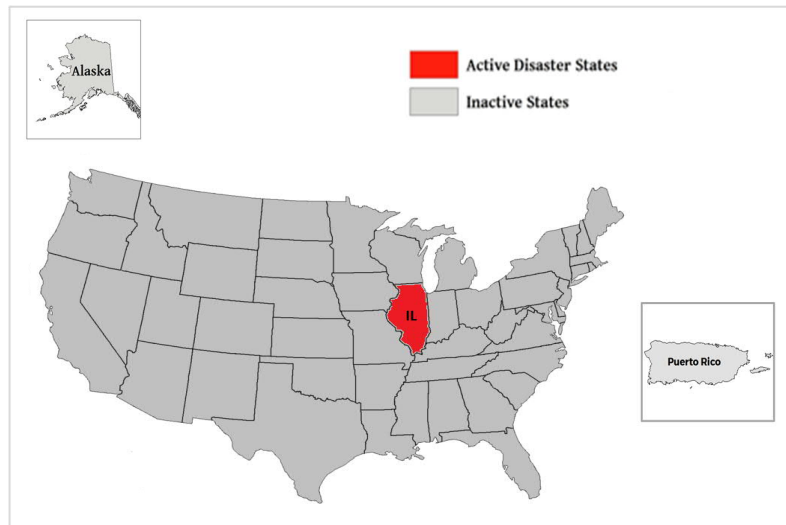 Alaska
Active Disaster States
Inactive States
IL
Puerto Rico